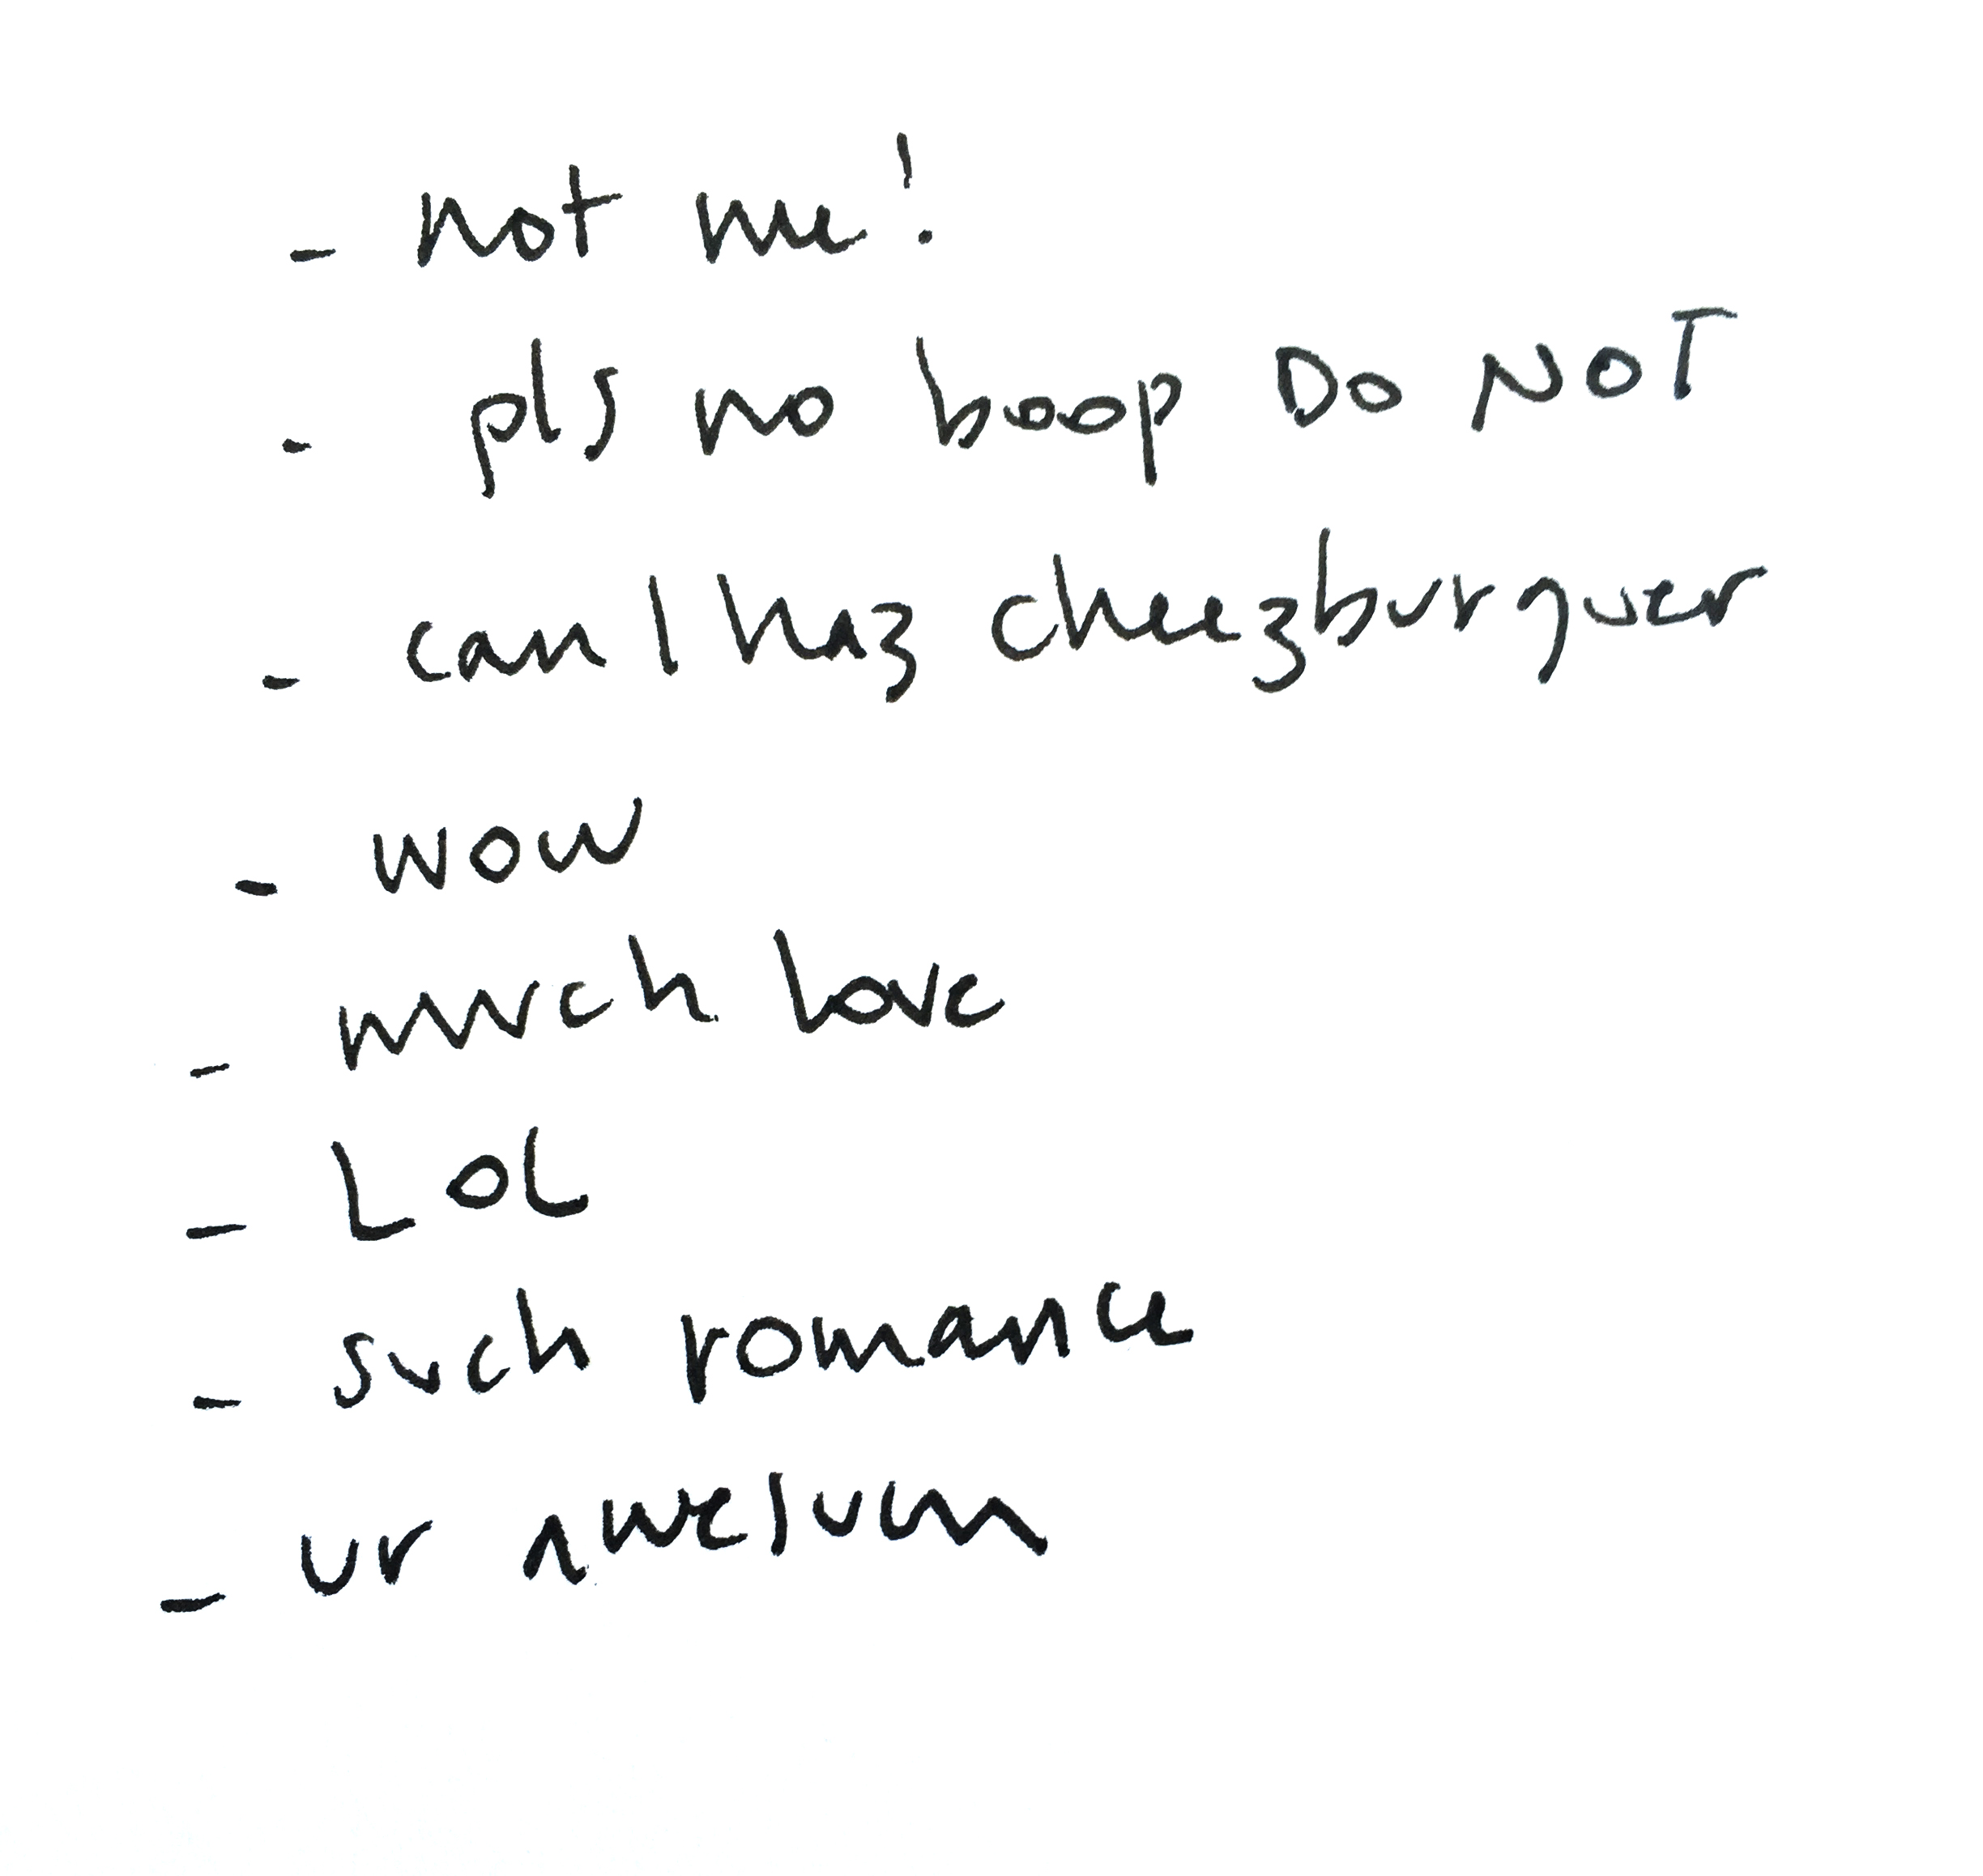 - not me!
- pls no boop DO NOT
- can I haz cheezburguer
- wow
- much love
- LOL
- such romance
- ur awesum